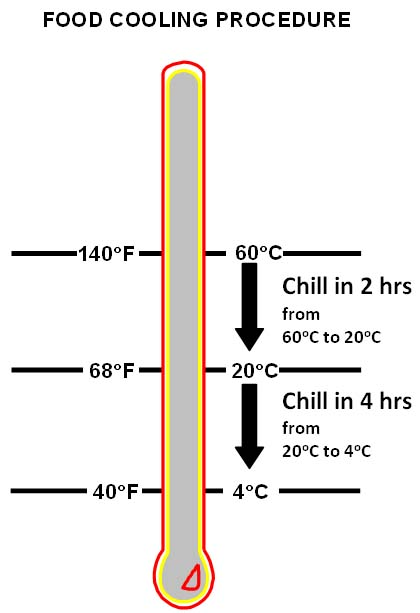 FOOD COOLING PROCEDURE
140°F 60°C
Chill in 2 hrs
from
60°C to 20°C
68°F 20°C
Chill in 4 hrs
from
20°C to 4°C
40°F 4°C